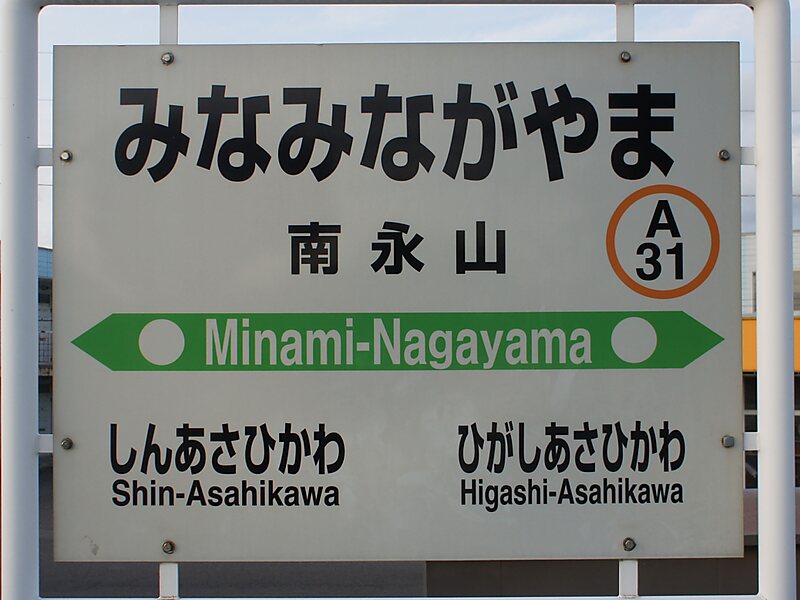 みなみながやま
南永山
A
31
Minami-Nagayama
しんあさひかわ
Shin-Asahikawa
ひがしあさひかわ
Higashi-Asahikawa